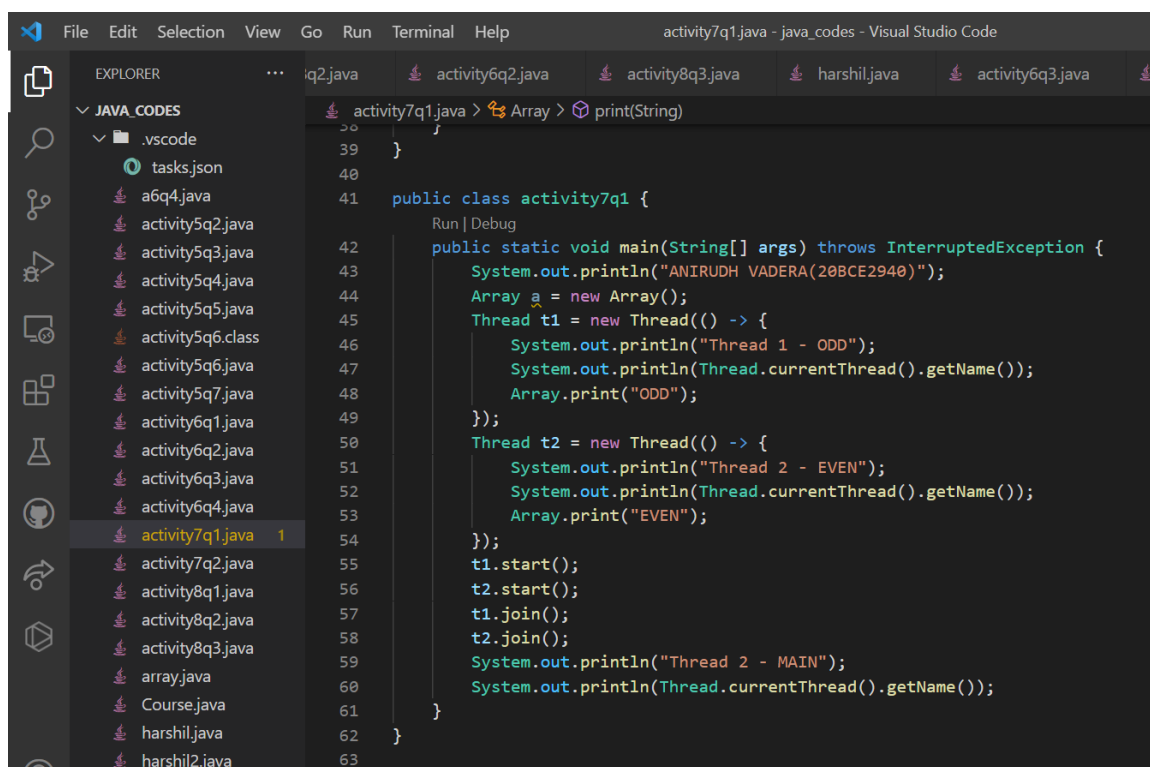 File Edit Selection View Go Run Terminal Help activity7q1.java - java_codes - Visual Studio Code
EXPLORER ···
JAVA_CODES
.vscode
tasks.json
a6q4.java
activity5q2.java
activity5q3.java
activity5q4.java
activity5q5.java
activity5q6.class
activity5q6.java
activity5q7.java
activity6q1.java
activity6q2.java
activity6q3.java
activity6q4.java
activity7q1.java 1
activity7q2.java
activity8q1.java
activity8q2.java
activity8q3.java
array.java
Course.java
harshil.java
harshil2.java
q2.java activity6q2.java activity8q3.java harshil.java activity6q3.java
activity7q1.java > Array > print(String)
38 }
39 }
40
41 public class activity7q1 {
Run | Debug
42 public static void main(String[] args) throws InterruptedException {
43 System.out.println("ANIRUDH VADERA(20BCE2940)");
44 Array a = new Array();
45 Thread t1 = new Thread(() -> {
46 System.out.println("Thread 1 - ODD");
47 System.out.println(Thread.currentThread().getName());
48 Array.print("ODD");
49 });
50 Thread t2 = new Thread(() -> {
51 System.out.println("Thread 2 - EVEN");
52 System.out.println(Thread.currentThread().getName());
53 Array.print("EVEN");
54 });
55 t1.start();
56 t2.start();
57 t1.join();
58 t2.join();
59 System.out.println("Thread 2 - MAIN");
60 System.out.println(Thread.currentThread().getName());
61 }
62 }
63